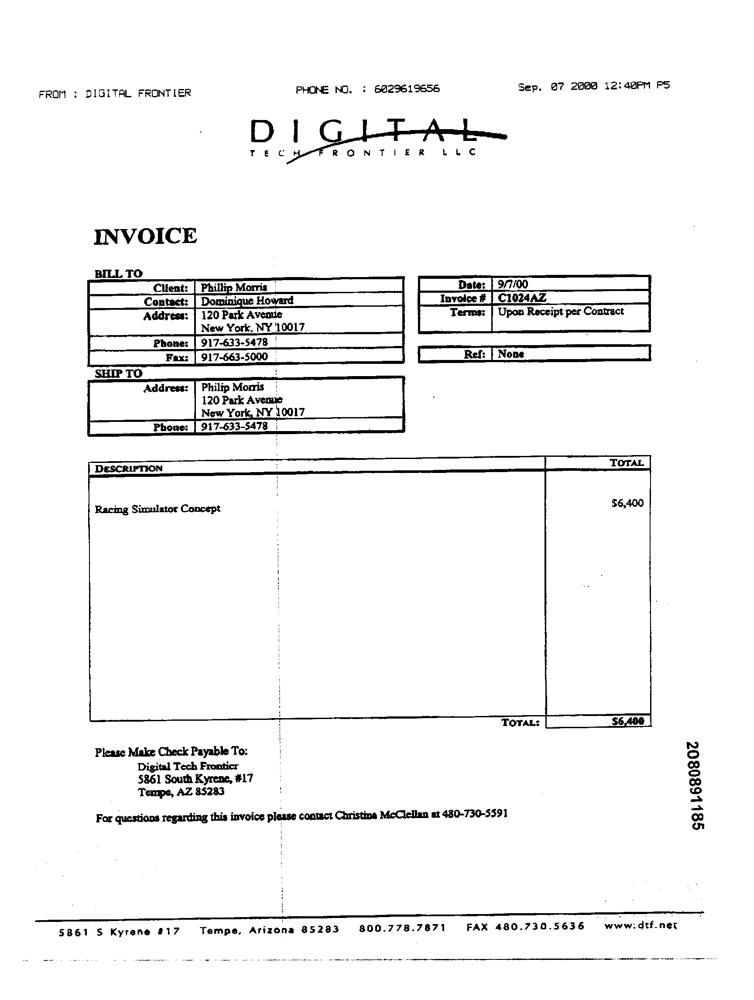 FROM : DIGITAL FRONTIER PHONE NO. : 6029619656 Sep. 07 2000 12:40PM P5
DIGITAL
TECH FRONTIER LLC
INVOICE
BILL TO
Client: Phillip Morris
Contact: Dominique Howard
Address: 120 Park Avenue
New York, NY 10017
Phone: 917-633-5478
Fax: 917-663-5000
Date: 9/7/00
Invoice # C1024AZ
Terms: Upon Receipt per Contract
Ref: None
SHIP TO
Address: Philip Morris
120 Park Avenue
New York, NY 10017
Phone: 917-633-5478
DESCRIPTION TOTAL
Racing Simulator Concept $6,400
TOTAL: $6,400
Please Make Check Payable To:
Digital Tech Frontier
5861 South Kyrene, #17
Tempe, AZ 85283
For questions regarding this invoice please contact Christina McClellan at 480-730-5591
2080891185
5861 S Kyrene #17 Tempe, Arizona 85283 800.778.7871 FAX 480.730.5636 www.dtf.net